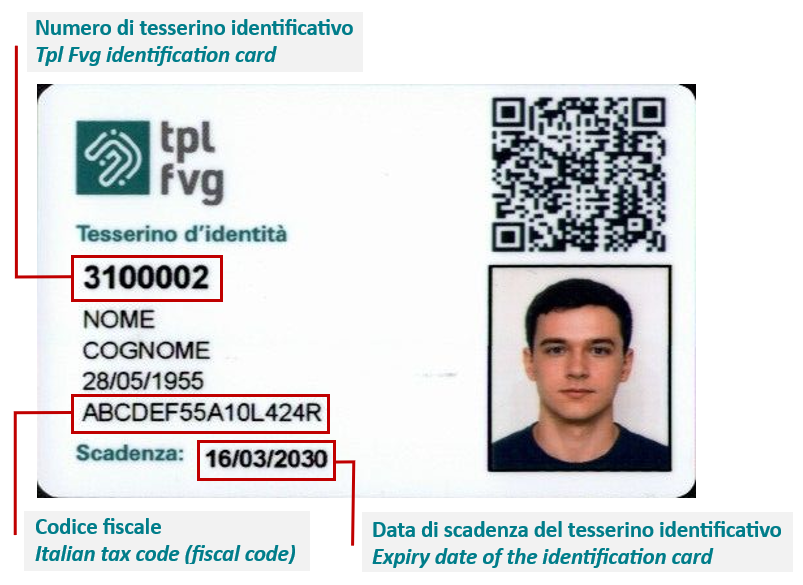 Numero di tesserino identificativo
Tpl Fvg identification card
tpl
fvg
Tesserino d'identità
3100002
NOME
COGNOME
28/05/1955
ABCDEF55A10L424R
Scadenza: 16/03/2030
Codice fiscale
Italian tax code (fiscal code)
Data di scadenza del tesserino identificativo
Expiry date of the identification card